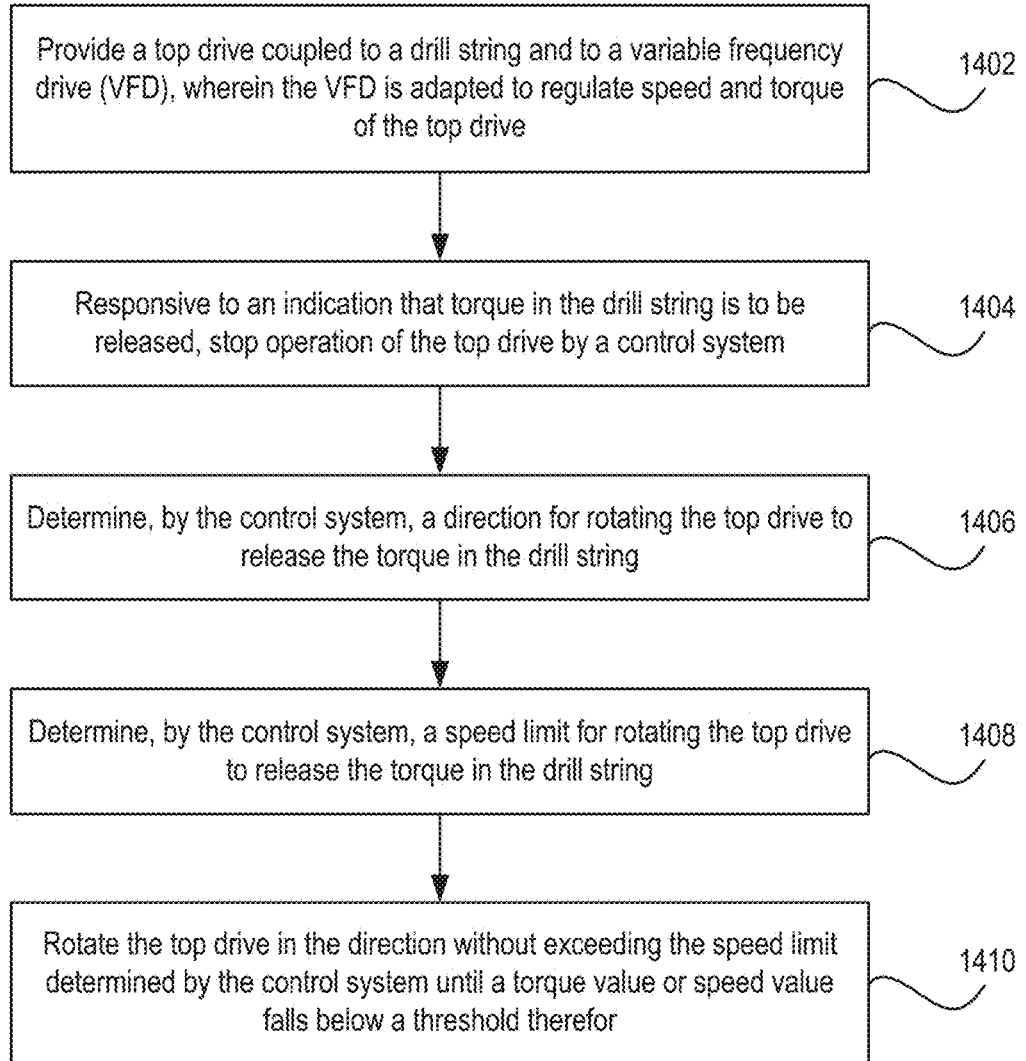 Provide a top drive coupled to a drill string and to a variable frequency
drive (VFD), wherein the VFD is adapted to regulate speed and torque
of the top drive
1402
Responsive to an indication that torque in the drill string is to be
released, stop operation of the top drive by a control system
1404
Determine, by the control system, a direction for rotating the top drive to
release the torque in the drill string
1406
Determine, by the control system, a speed limit for rotating the top drive
to release the torque in the drill string
1408
Rotate the top drive in the direction without exceeding the speed limit
determined by the control system until a torque value or speed value
falls below a threshold therefor
1410